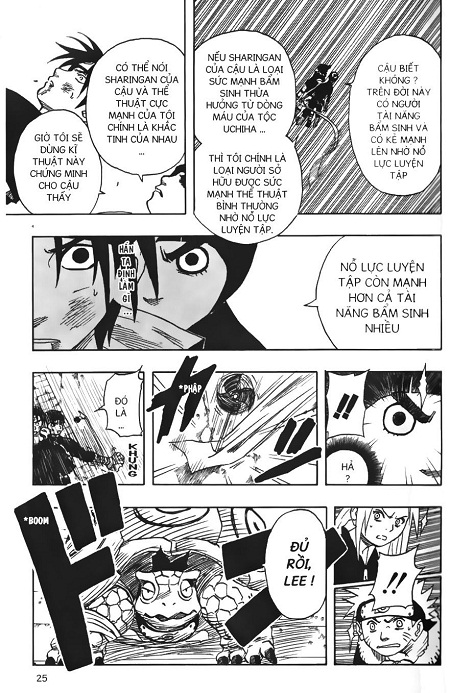 CẬU BIẾT
KHÔNG ?
TRÊN ĐỜI NÀY
CÓ NGƯỜI
TÀI NĂNG
BẨM SINH VÀ
CÓ KẺ MẠNH
LÊN NHỜ NỖ
LỰC LUYỆN
TẬP
NẾU SHARINGAN
CỦA CẬU LÀ LOẠI
SỨC MẠNH BẨM
SINH THỪA
HƯỞNG TỪ DÒNG
MÁU CỦA TỘC
UCHIHA ...
THÌ TÔI CHÍNH LÀ
LOẠI NGƯỜI SỞ
HỮU ĐƯỢC SỨC
MẠNH THỂ THUẬT
BÌNH THƯỜNG
NHỜ NỖ LỰC
LUYỆN TẬP.
CÓ THỂ NÓI
SHARINGAN CỦA
CẬU VÀ THỂ
THUẬT CỰC
MẠNH CỦA TÔI
CHÍNH LÀ KHẮC
TINH CỦA NHAU
...
GIỜ TÔI SẼ
DÙNG KĨ
THUẬT NÀY
CHỨNG MINH
CHO CẬU
THẤY
NỖ LỰC LUYỆN
TẬP CÒN MẠNH
HƠN CẢ TÀI
NĂNG BẨM SINH
NHIỀU
HẮN
TA
ĐỊNH
LÀM
GÌ
...
!!
HẢ
?
*PHẬP
ĐÓ
LÀ ...
KHỰNG
!!
ĐỦ
RỒI,
LEE !
*BOOM
ドド
25